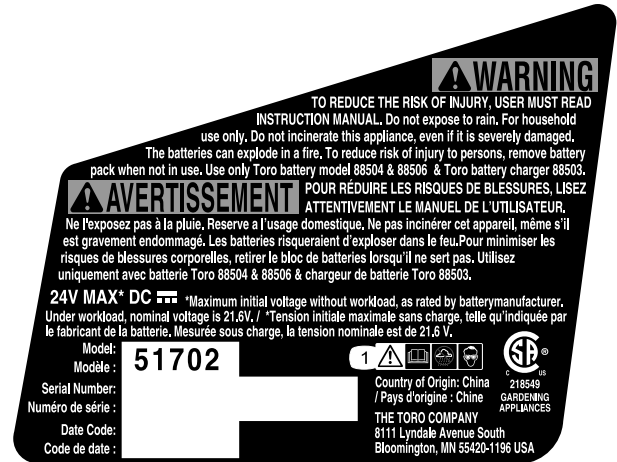 WARNING
TO REDUCE THE RISK OF INJURY, USER MUST READ
INSTRUCTION MANUAL. Do not expose to rain. For household
use only. Do not incinerate this appliance, even if it is severely damaged.
The batteries can explode in a fire. To reduce risk of injury to persons, remove battery
pack when not in use. Use only Toro battery model 88504 & 88506 & Toro battery charger 88503.
AVERTISSEMENT POUR RÉDUIRE LES RISQUES DE BLESSURES, LISEZ
ATTENTIVEMENT LE MANUEL DE L'UTILISATEUR.
Ne l'exposez pas à la pluie. Reserve a l'usage domestique. Ne pas incinérer cet appareil, même s'il
est gravement endommagé. Les batteries risqueraient d'exploser dans le feu.Pour minimiser les
risques de blessures corporelles, retirer le bloc de batteries lorsqu'il ne sert pas. Utilisez
uniquement avec batterie Toro 88504 & 88506 & chargeur de batterie Toro 88503.
24V MAX* DC *Maximum initial voltage without workload, as rated by batterymanufacturer.
Under workload, nominal voltage is 21.6V. / *Tension initiale maximale sans charge, telle qu'indiquée par
le fabricant de la batterie. Mesurée sous charge, la tension nominale est de 21.6 V.
Model: 51702
Modèle :
Serial Number:
Numéro de série :
Date Code:
Code de date :
1
Country of Origin: China
/ Pays d'origine : Chine
THE TORO COMPANY
8111 Lyndale Avenue South
Bloomington, MN 55420-1196 USA
SA ®
C US
218549
GARDENING
APPLIANCES